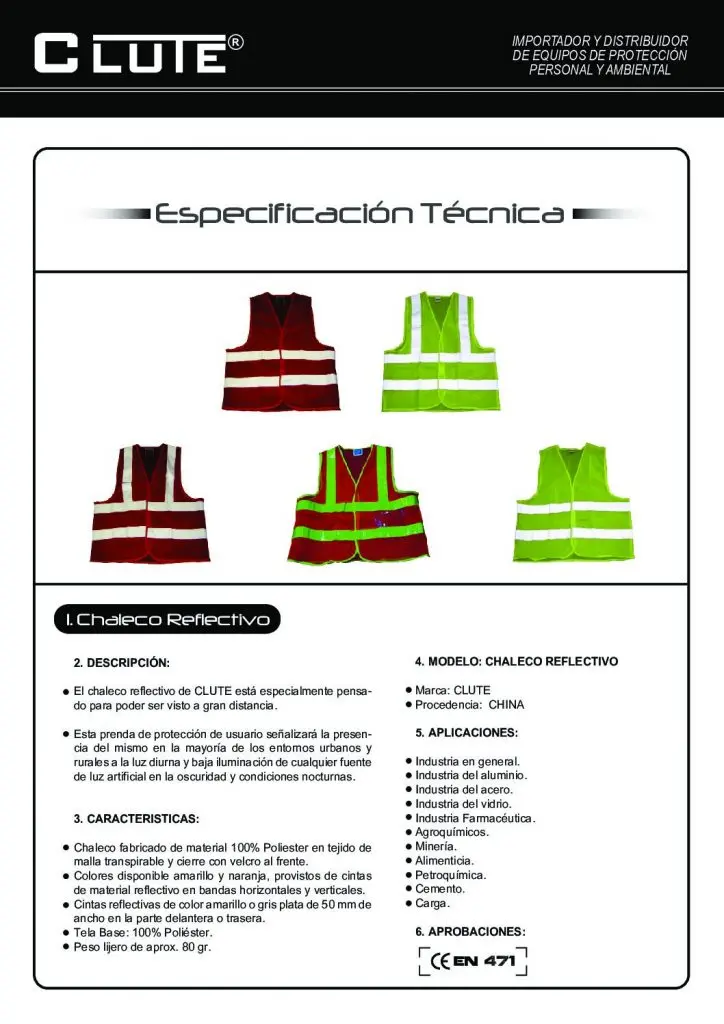 CLUTE®
IMPORTADOR Y DISTRIBUIDOR
DE EQUIPOS DE PROTECCIÓN
PERSONAL Y AMBIENTAL
Especificación Técnica
1. Chaleco Reflectivo
2. DESCRIPCIÓN:
● El chaleco reflectivo de CLUTE está especialmente pensa-
do para poder ser visto a gran distancia.
● Esta prenda de protección de usuario señalizará la presen-
cia del mismo en la mayoría de los entornos urbanos y
rurales a la luz diurna y baja iluminación de cualquier fuente
de luz artificial en la oscuridad y condiciones nocturnas.
3. CARACTERISTICAS:
● Chaleco fabricado de material 100% Poliester en tejido de
malla transpirable y cierre con velcro al frente.
● Colores disponible amarillo y naranja, provistos de cintas
de material reflectivo en bandas horizontales y verticales.
● Cintas reflectivas de color amarillo o gris plata de 50 mm de
ancho en la parte delantera o trasera.
● Tela Base: 100% Poliéster.
● Peso lijero de aprox. 80 gr.
4. MODELO: CHALECO REFLECTIVO
● Marca: CLUTE
● Procedencia: CHINA
5. APLICACIONES:
● Industria en general.
● Industria del aluminio.
● Industria del acero.
● Industria del vidrio.
● Industria Farmacéutica.
● Agroquímicos.
● Minería.
● Alimenticia.
● Petroquímica.
● Cemento.
● Carga.
6. APROBACIONES:
CE EN 471